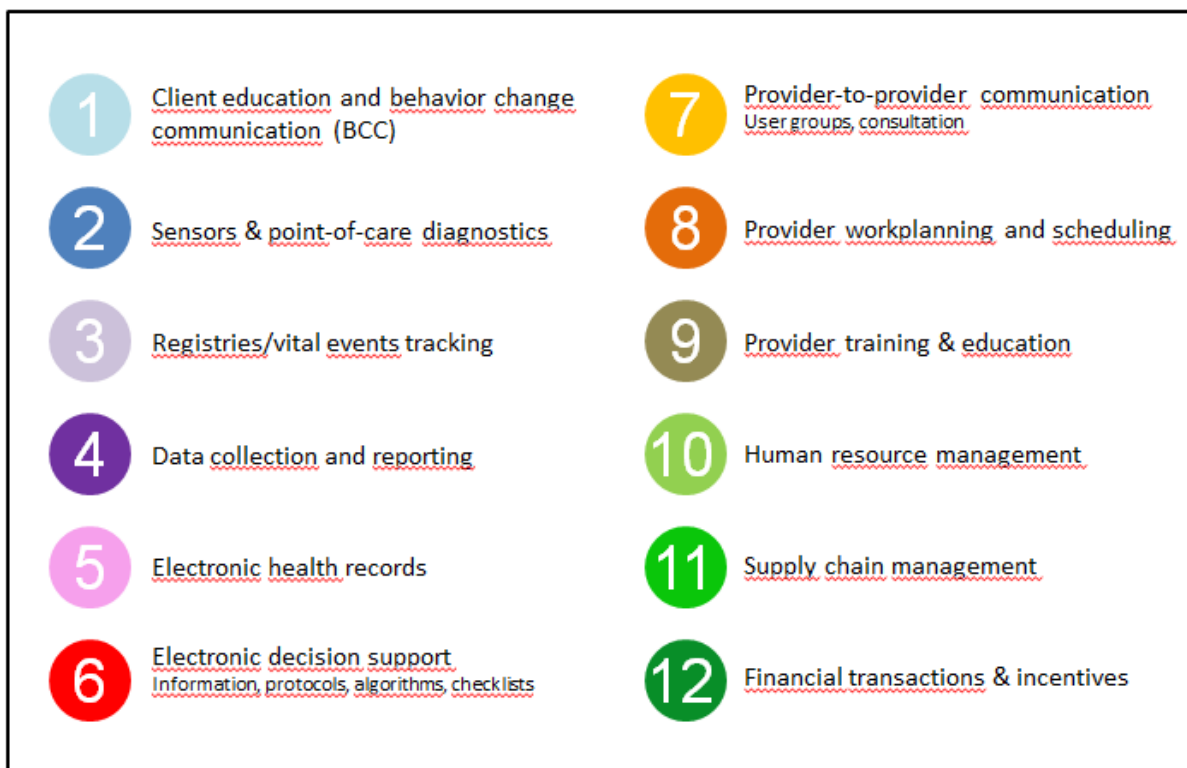 1
Client education and behavior change
communication (BCC)
2
Sensors & point-of-care diagnostics
3
Registries/vital events tracking
4
Data collection and reporting
5
Electronic health records
6
Electronic decision support
Information, protocols, algorithms, checklists
7
Provider-to-provider communication
User groups, consultation
8
Provider workplanning and scheduling
9
Provider training & education
10
Human resource management
11
Supply chain management
12
Financial transactions & incentives